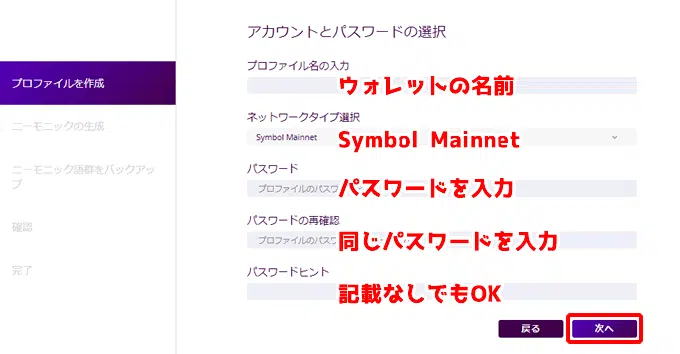 アカウントとパスワードの選択
プロファイルを作成
ニーモニックの生成
ニーモニック語群をバックアッ
プ
確認
完了
プロファイル名の入力
ウォレットの名前
ネットワークタイプ選択
Symbol Mainnet
Symbol Mainnet
パスワード
プロファイルのパス
パスワードを入力
パスワードの再確認
プロファイルのパス
同じパスワードを入力
パスワードヒント
記載なしでもOK
戻る
次へ